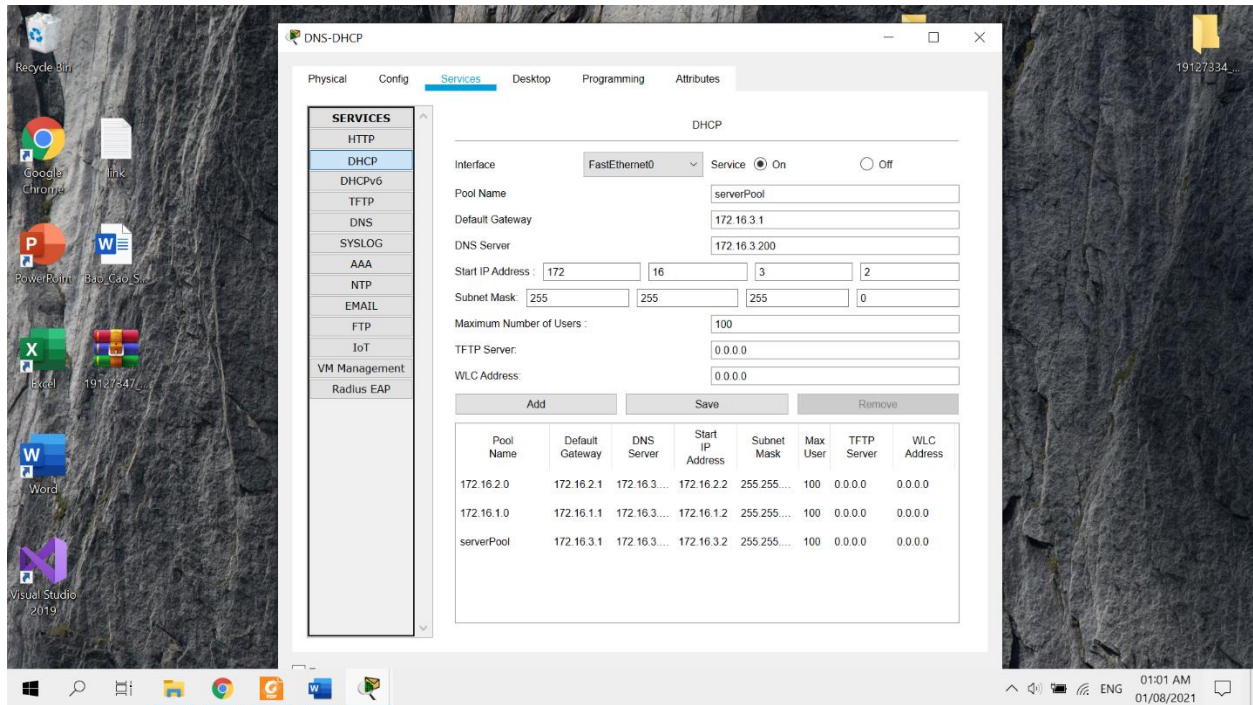 DNS-DHCP
Physical Config Services Desktop Programming Attributes
SERVICES
HTTP
DHCP
DHCPv6
TFTP
DNS
SYSLOG
AAA
NTP
EMAIL
FTP
IoT
VM Management
Radius EAP
DHCP
Interface FastEthernet0 Service On Off
Pool Name serverPool
Default Gateway 172.16.3.1
DNS Server 172.16.3.200
Start IP Address : 172 16 3 2
Subnet Mask: 255 255 255 0
Maximum Number of Users : 100
TFTP Server: 0.0.0.0
WLC Address: 0.0.0.0
Add Save Remove
Pool Name Default Gateway DNS Server Start IP Address Subnet Mask Max User TFTP Server WLC Address
172.16.2.0 172.16.2.1 172.16.3.... 172.16.2.2 255.255.... 100 0.0.0.0 0.0.0.0
172.16.1.0 172.16.1.1 172.16.3.... 172.16.1.2 255.255.... 100 0.0.0.0 0.0.0.0
serverPool 172.16.3.1 172.16.3.... 172.16.3.2 255.255.... 100 0.0.0.0 0.0.0.0
Recycle Bin
Google
Chrome
link
PowerPoint
Bao_Cao_S...
Excel
19127347_...
Word
Visual Studio
2019
19127334_...
ENG
01:01 AM
01/08/2021